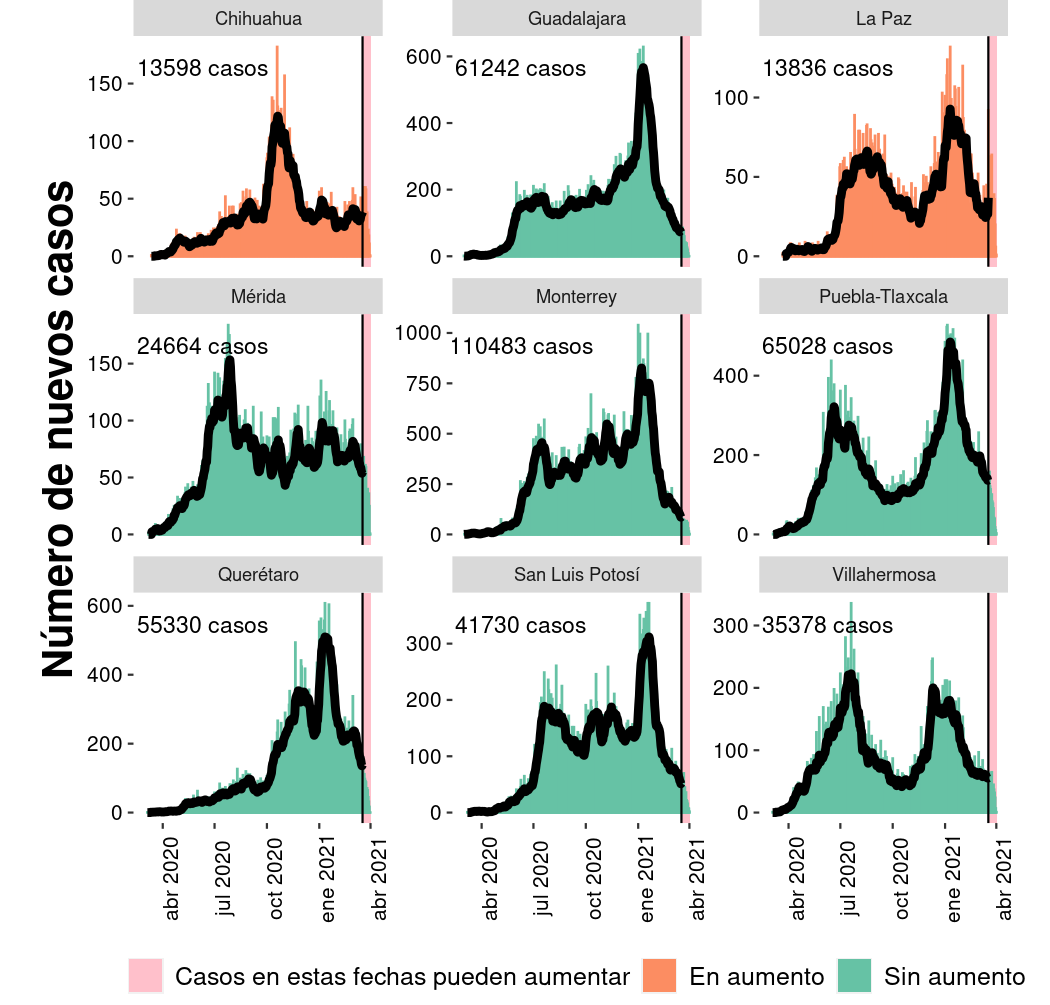 Número de nuevos casos
Chihuahua
13598 casos
150
100
50
0
Guadalajara
61242 casos
600
400
200
0
La Paz
13836 casos
100
50
0
Mérida
24664 casos
150
100
50
0
Monterrey
110483 casos
1000
750
500
250
0
Puebla-Tlaxcala
65028 casos
400
200
0
Querétaro
55330 casos
600
400
200
0
San Luis Potosí
41730 casos
300
200
100
0
Villahermosa
35378 casos
300
200
100
0
abr 2020
jul 2020
oct 2020
ene 2021
abr 2021
abr 2020
jul 2020
oct 2020
ene 2021
abr 2021
abr 2020
jul 2020
oct 2020
ene 2021
abr 2021
Casos en estas fechas pueden aumentar
En aumento
Sin aumento